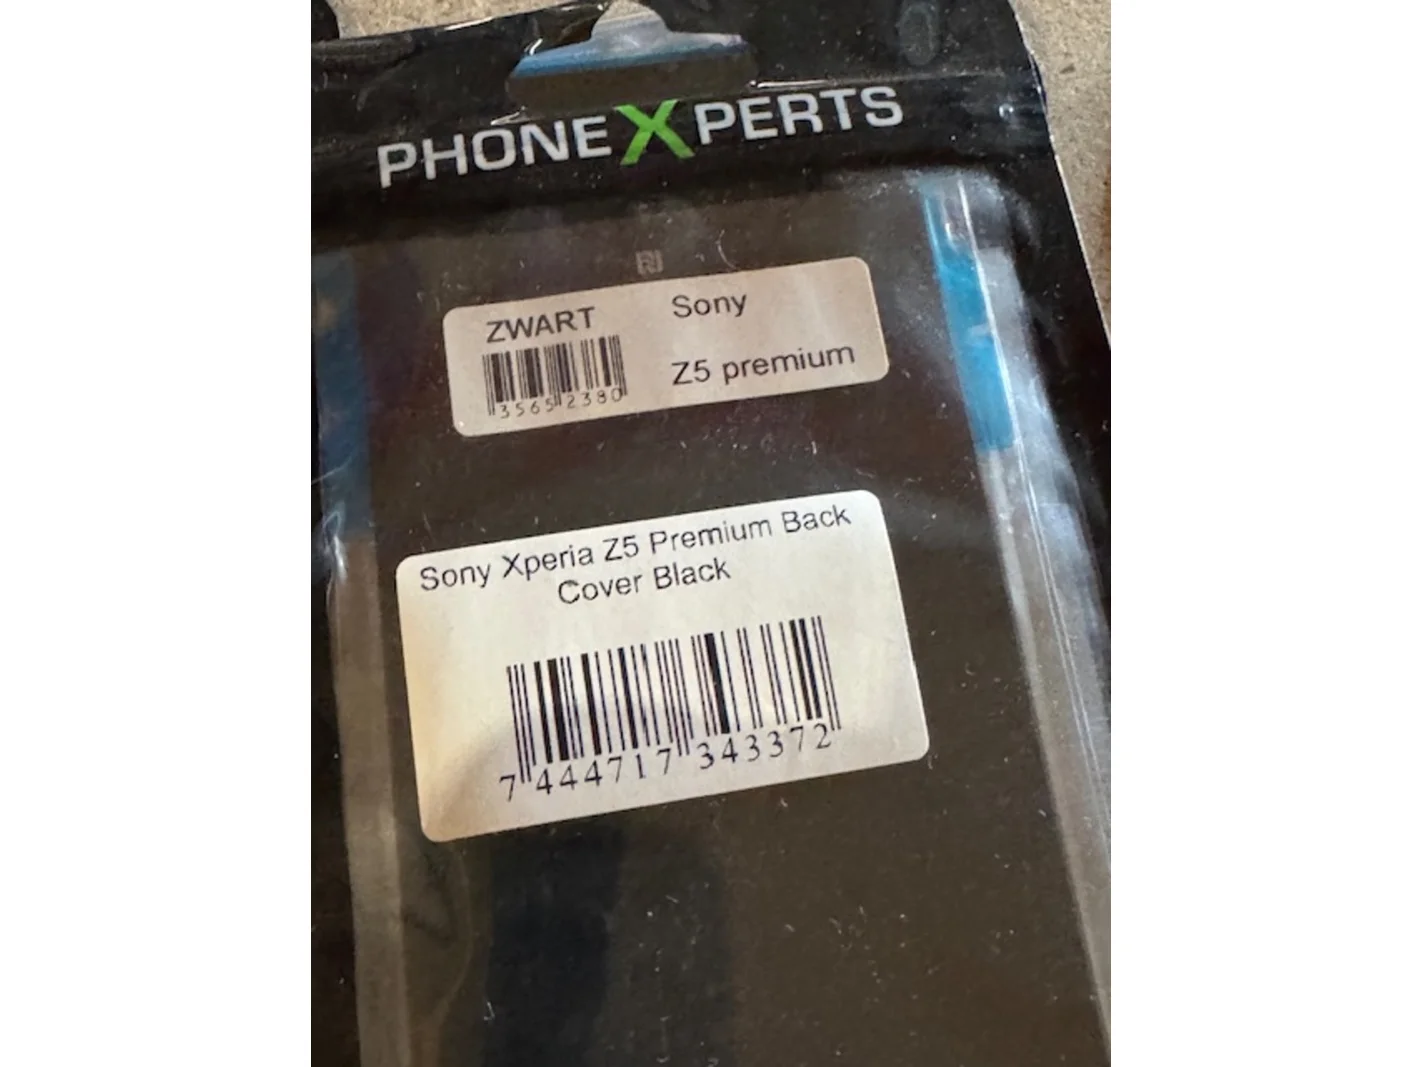 PHONEXPERTS
ZWART
Sony
3565 2380
Z5 premium
Sony Xperia Z5 Premium Back
Cover Black
7 444717 343372